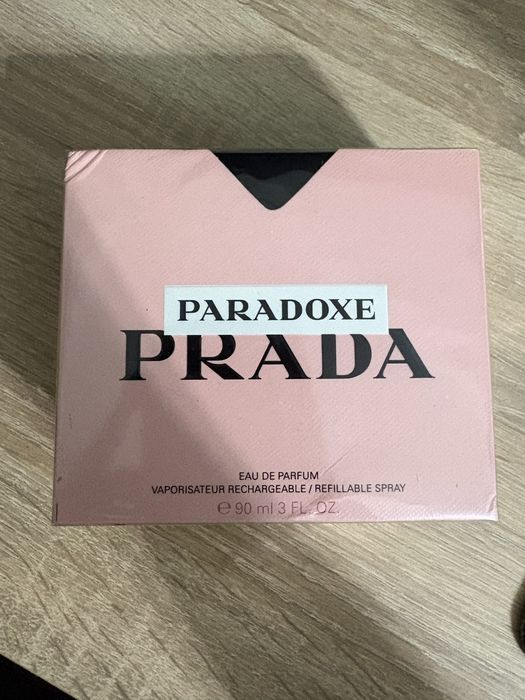 PARADOXE
PRADA
EAU DE PARFUM
VAPORISATEUR RECHARGEABLE / REFILLABLE SPRAY
℮ 90 ml 3 FL. OZ.